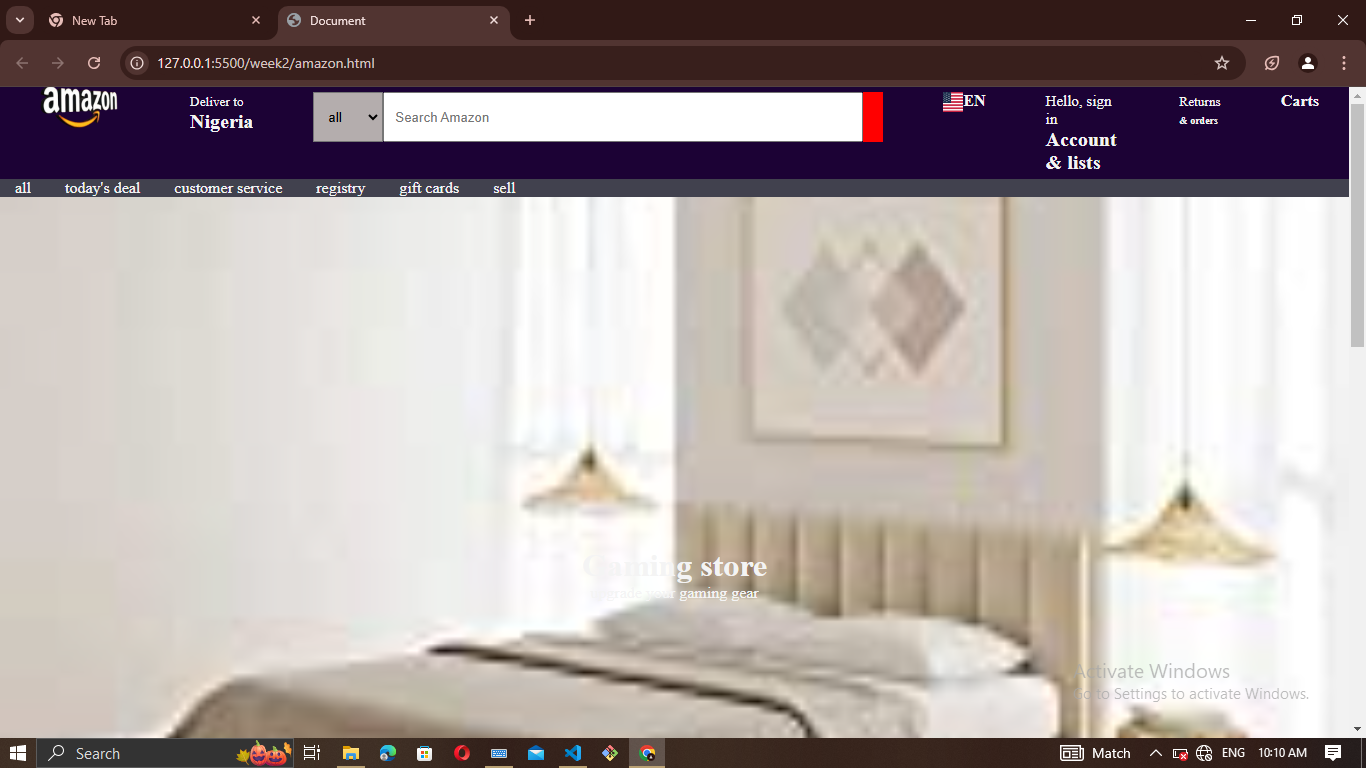 New Tab
Document
127.0.0.1:5500/week2/amazon.html
amazon
Deliver to
Nigeria
all
Search Amazon
EN
Hello, sign
in
Account
& lists
Returns
& orders
Carts
all
today's deal
customer service
registry
gift cards
sell
Gaming store
upgrade your gaming gear
Activate Windows
Go to Settings to activate Windows.
Search
Match
ENG
10:10 AM